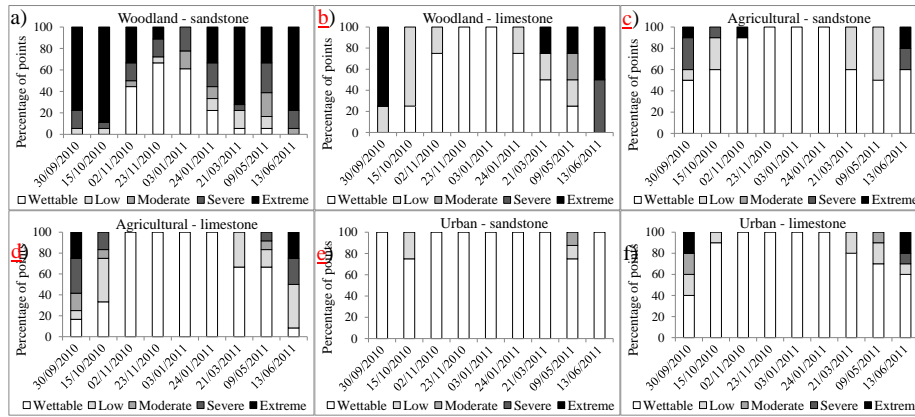 a) Woodland - sandstone
Percentage of points
100
80
60
40
20
0
30/09/2010 15/10/2010 02/11/2010 23/11/2010 03/01/2011 24/01/2011 21/03/2011 09/05/2011 13/06/2011
Wettable Low Moderate Severe Extreme
b) Woodland - limestone
Percentage of points
100
80
60
40
20
0
30/09/2010 15/10/2010 02/11/2010 23/11/2010 03/01/2011 24/01/2011 21/03/2011 09/05/2011 13/06/2011
Wettable Low Moderate Severe Extreme
c) Agricultural - sandstone
Percentage of points
100
80
60
40
20
0
30/09/2010 15/10/2010 02/11/2010 23/11/2010 03/01/2011 24/01/2011 21/03/2011 09/05/2011 13/06/2011
Wettable Low Moderate Severe Extreme
d) Agricultural - limestone
Percentage of points
100
80
60
40
20
0
30/09/2010 15/10/2010 02/11/2010 23/11/2010 03/01/2011 24/01/2011 21/03/2011 09/05/2011 13/06/2011
Wettable Low Moderate Severe Extreme
e) Urban - sandstone
Percentage of points
100
80
60
40
20
0
30/09/2010 15/10/2010 02/11/2010 23/11/2010 03/01/2011 24/01/2011 21/03/2011 09/05/2011 13/06/2011
Wettable Low Moderate Severe Extreme
f) Urban - limestone
Percentage of points
100
80
60
40
20
0
30/09/2010 15/10/2010 02/11/2010 23/11/2010 03/01/2011 24/01/2011 21/03/2011 09/05/2011 13/06/2011
Wettable Low Moderate Severe Extreme